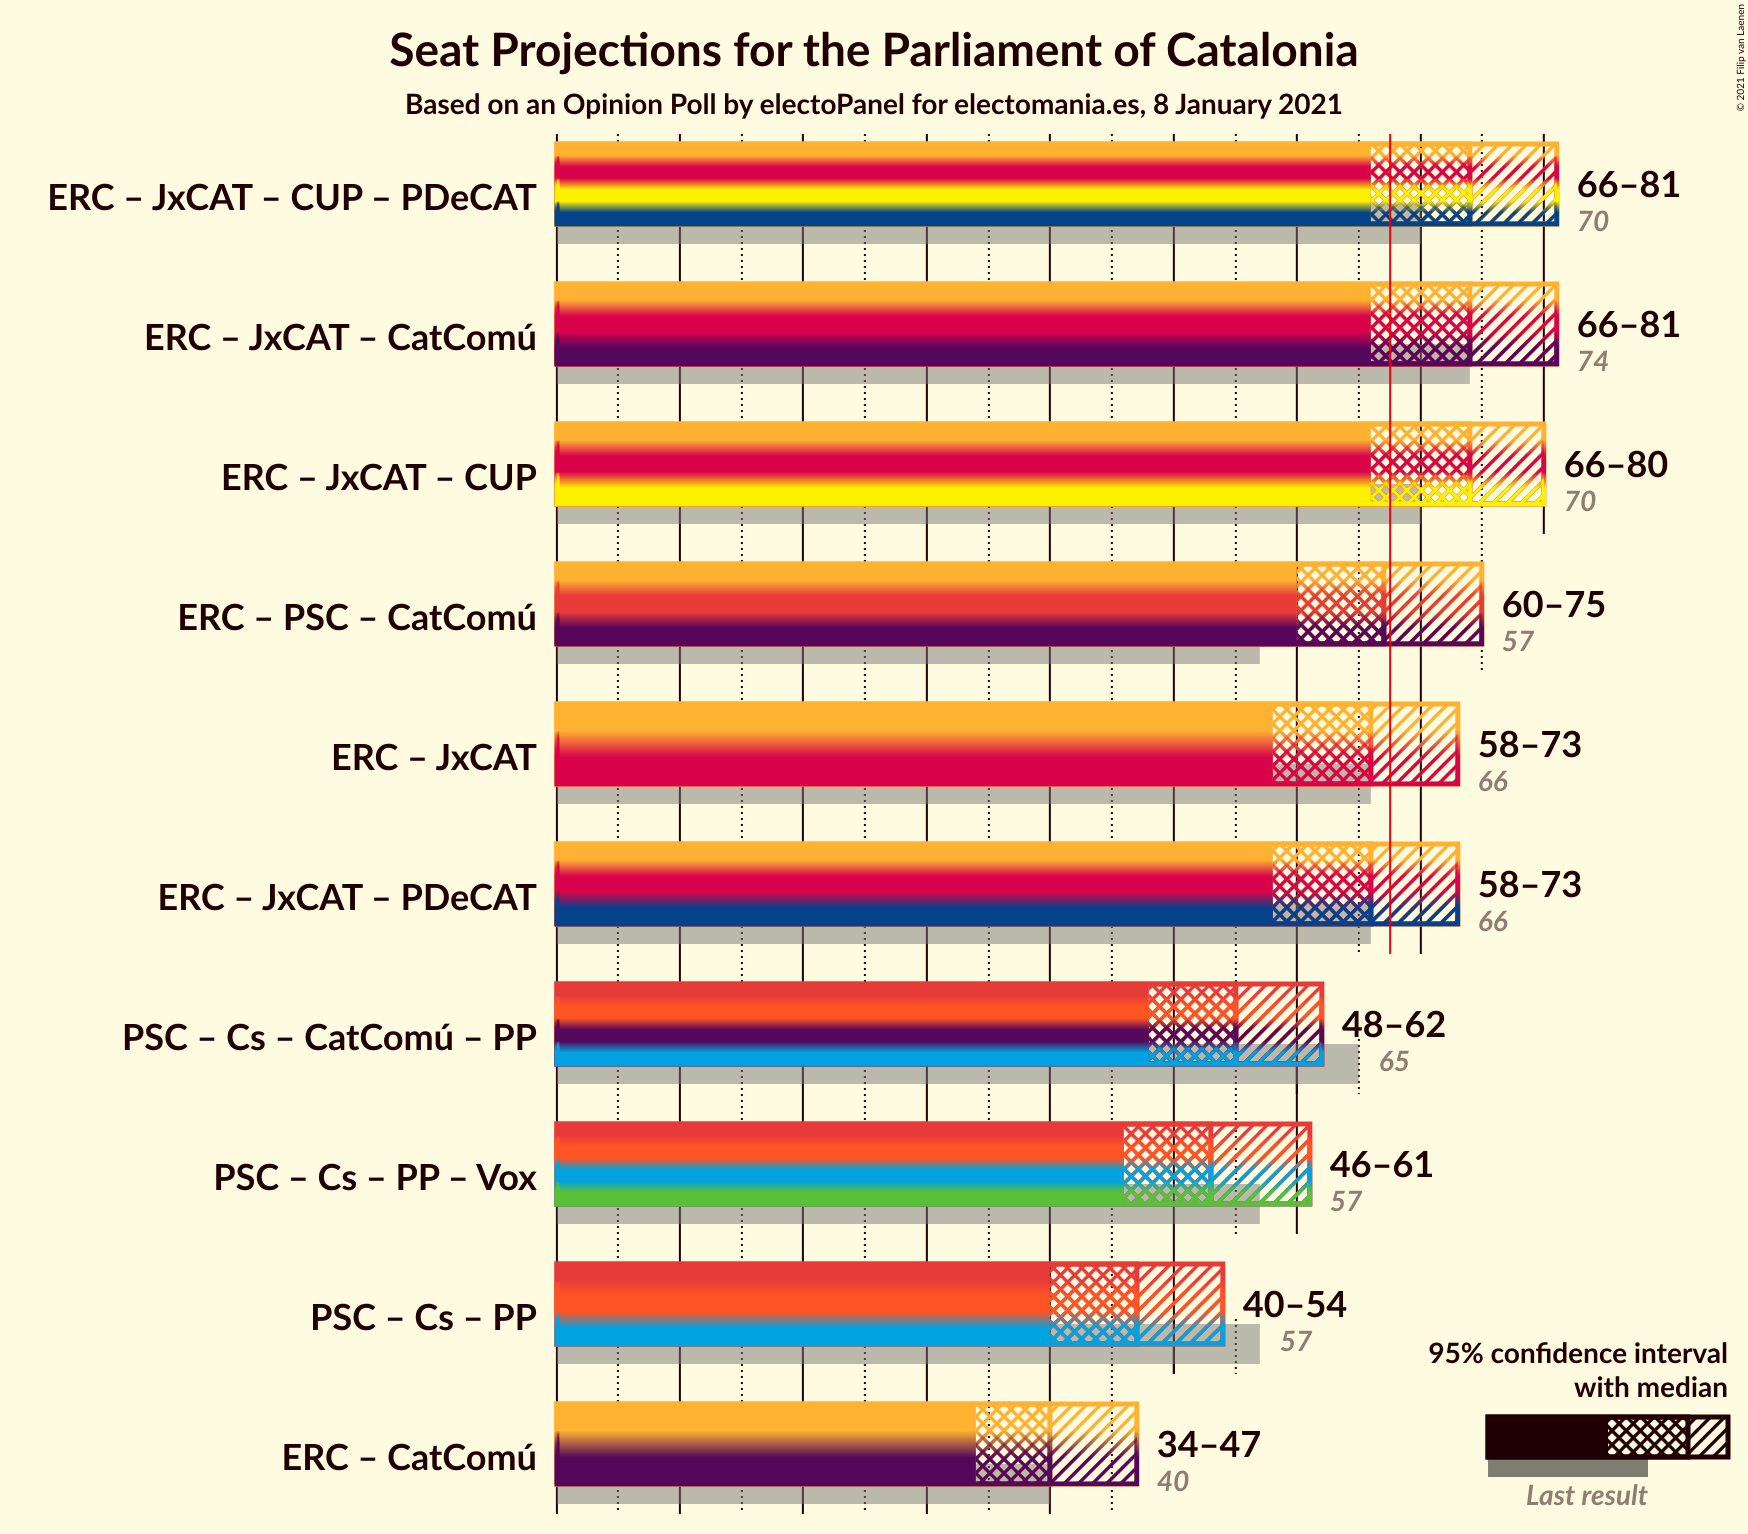 Seat Projections for the Parliament of Catalonia
Based on an Opinion Poll by electoPanel for electomania.es, 8 January 2021
© 2021 Filip van Laenen
ERC – JxCAT – CUP – PDeCAT
66–81
70
ERC – JxCAT – CatComú
66–81
74
ERC – JxCAT – CUP
66–80
70
ERC – PSC – CatComú
60–75
57
ERC – JxCAT
58–73
66
ERC – JxCAT – PDeCAT
58–73
66
PSC – Cs – CatComú – PP
48–62
65
PSC – Cs – PP – Vox
46–61
57
PSC – Cs – PP
40–54
57
ERC – CatComú
34–47
40
95% confidence interval
with median
Last result